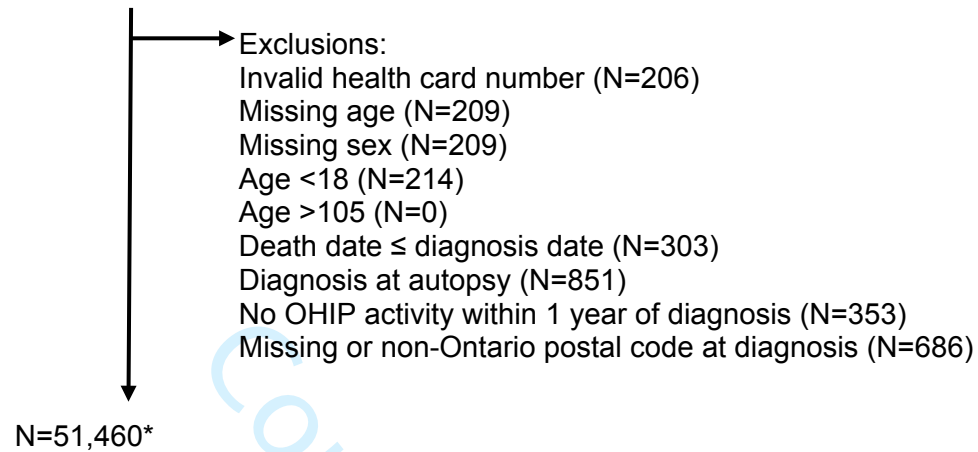 Exclusions:
Invalid health card number (N=206)
Missing age (N=209)
Missing sex (N=209)
Age <18 (N=214)
Age >105 (N=0)
Death date ≤ diagnosis date (N=303)
Diagnosis at autopsy (N=851)
No OHIP activity within 1 year of diagnosis (N=353)
Missing or non-Ontario postal code at diagnosis (N=686)
N=51,460*